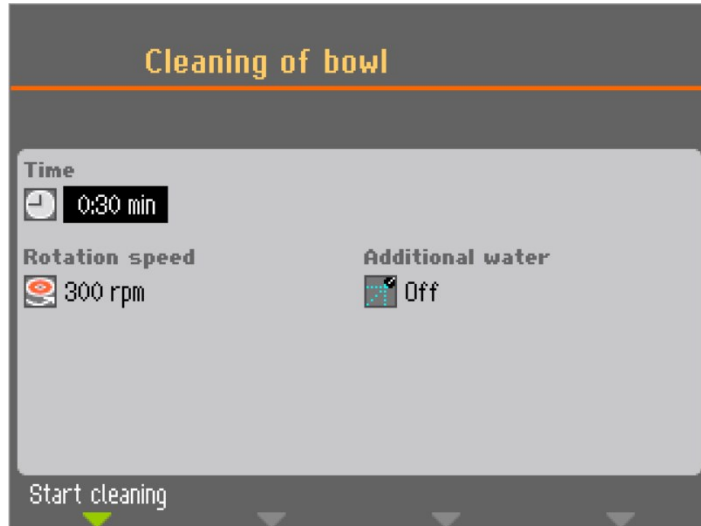 Cleaning of bowl
Time
0:30 min
Rotation speed
Additional water
300 rpm
Off
Start cleaning